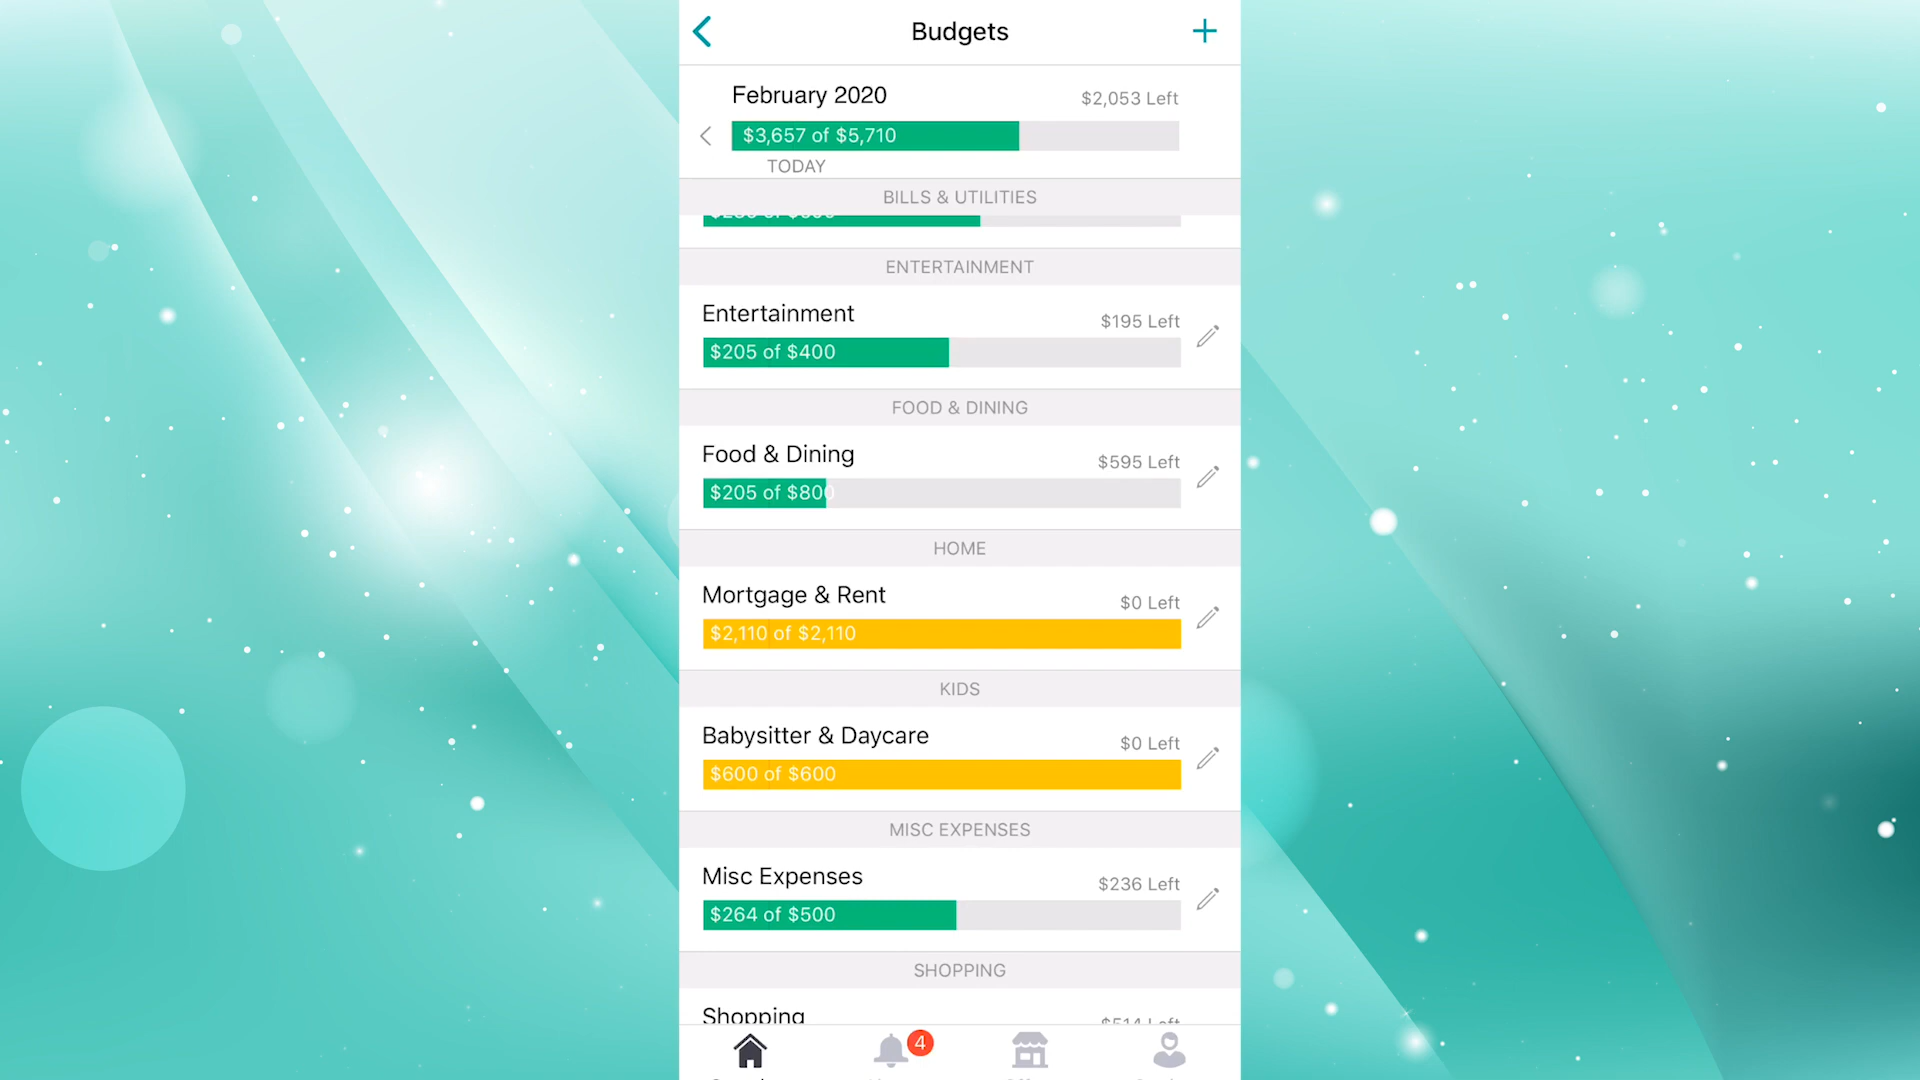 Budgets
February 2020
$2,053 Left
$3,657 of $5,710
TODAY
BILLS & UTILITIES
ENTERTAINMENT
Entertainment
$195 Left
$205 of $400
FOOD & DINING
Food & Dining
$595 Left
$205 of $800
HOME
Mortgage & Rent
$0 Left
$2,110 of $2,110
KIDS
Babysitter & Daycare
$0 Left
$600 of $600
MISC EXPENSES
Misc Expenses
$236 Left
$264 of $500
SHOPPING
Shopping
$514 Left
4